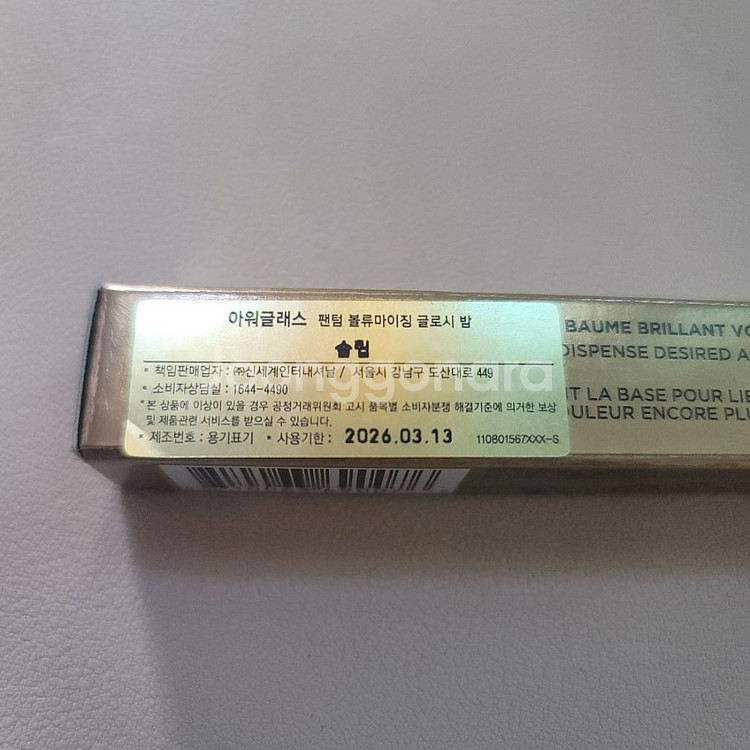 아워글래스 팬텀 볼류마이징 글로시 밤
슬립
• 책임판매업자 : ㈜신세계인터내셔날 / 서울시 강남구 도산대로 449
• 소비자상담실 : 1644-4490
*본 상품에 이상이 있을 경우 공정거래위원회 고시 품목별 소비자분쟁 해결기준에 의거한 보상
및 제품관련 서비스를 받으실 수 있습니다.
• 제조번호 : 용기표기 • 사용기한 : 2026.03.13 110801567XXX-S
BAUME BRILLANT VO
DISPENSE DESIRED A
NT LA BASE POUR LIB
OULEUR ENCORE PLU